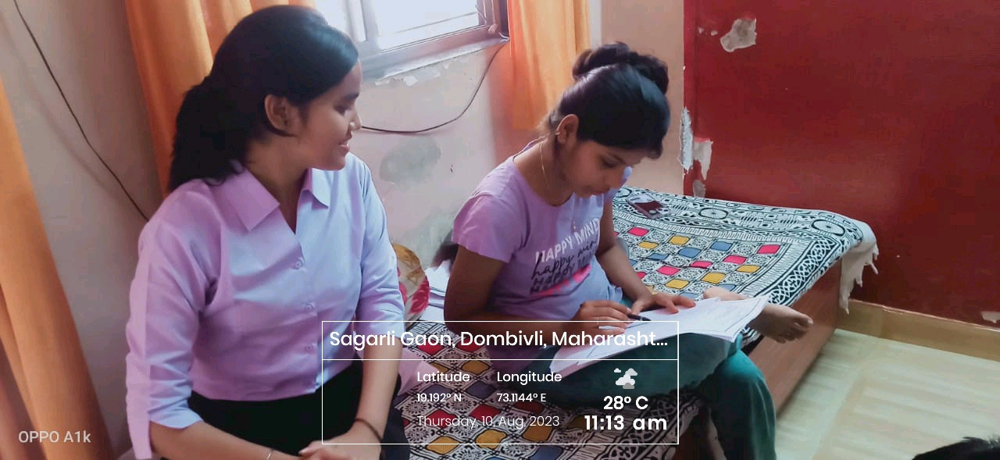 HAPPY MIND
happy
Sagarli Gaon, Dombivli, Maharasht...
Latitude Longitude
19.192° N 73.1144° E
28° C
Thursday, 10, Aug, 2023
11:13 am
OPPO A1k